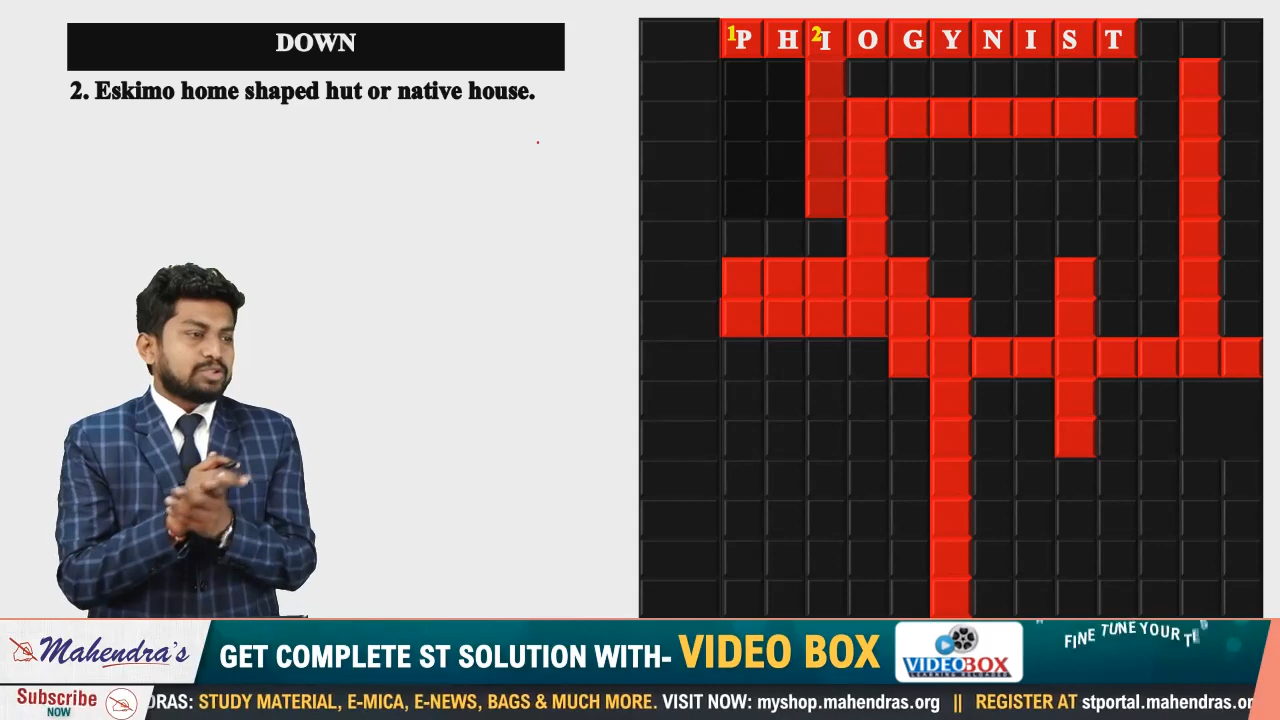 DOWN
2. Eskimo home shaped hut or native house.
1P H 2I O G Y N I S T
Mahendra's
GET COMPLETE ST SOLUTION WITH- VIDEO BOX
VIDEOBOX
LEARNING RELOADED
FINE TUNE YOUR
Subscribe
NOW
DRAS: STUDY MATERIAL, E-MICA, E-NEWS, BAGS & MUCH MORE. VISIT NOW: myshop.mahendras.org || REGISTER AT stportal.mahendras.or